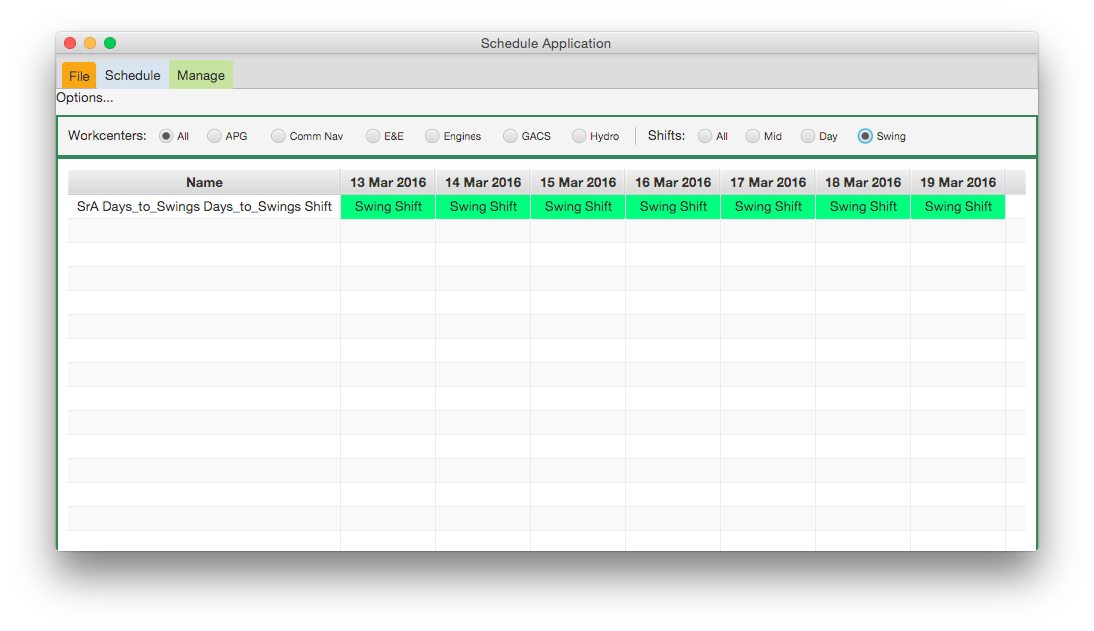 Schedule Application
File Schedule Manage
Options...
Workcenters: All APG Comm Nav E&E Engines GACS Hydro Shifts: All Mid Day Swing
Name 13 Mar 2016 14 Mar 2016 15 Mar 2016 16 Mar 2016 17 Mar 2016 18 Mar 2016 19 Mar 2016
SrA Days_to_Swings Days_to_Swings Shift Swing Shift Swing Shift Swing Shift Swing Shift Swing Shift Swing Shift Swing Shift